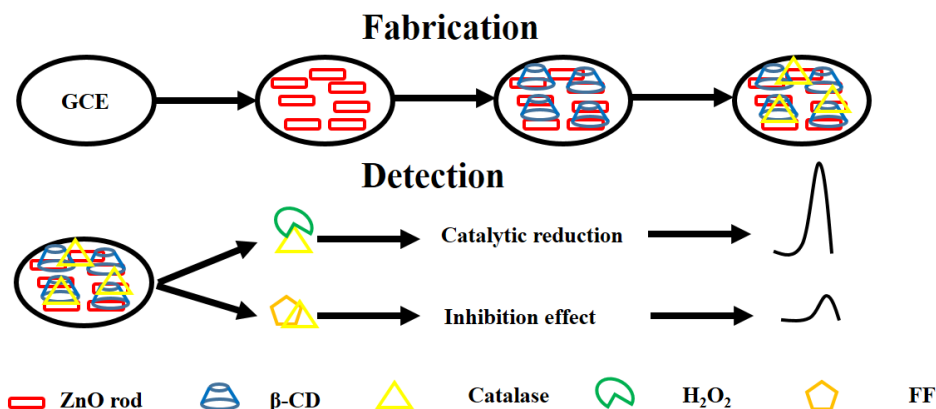 Fabrication
GCE
Detection
Catalytic reduction
Inhibition effect
ZnO rod β-CD Catalase H₂O₂ FF